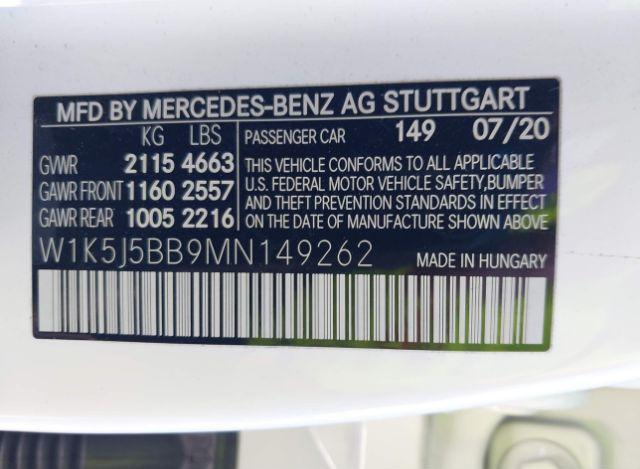 MFD BY MERCEDES-BENZ AG STUTTGART
KG LBS
GVWR 2115 4663
GAWR FRONT 1160 2557
GAWR REAR 1005 2216
PASSENGER CAR 149 07/20
THIS VEHICLE CONFORMS TO ALL APPLICABLE
U.S. FEDERAL MOTOR VEHICLE SAFETY,BUMPER
AND THEFT PREVENTION STANDARDS IN EFFECT
ON THE DATE OF MANUFACTURE SHOWN ABOVE
W1K5J5BB9MN149262
MADE IN HUNGARY